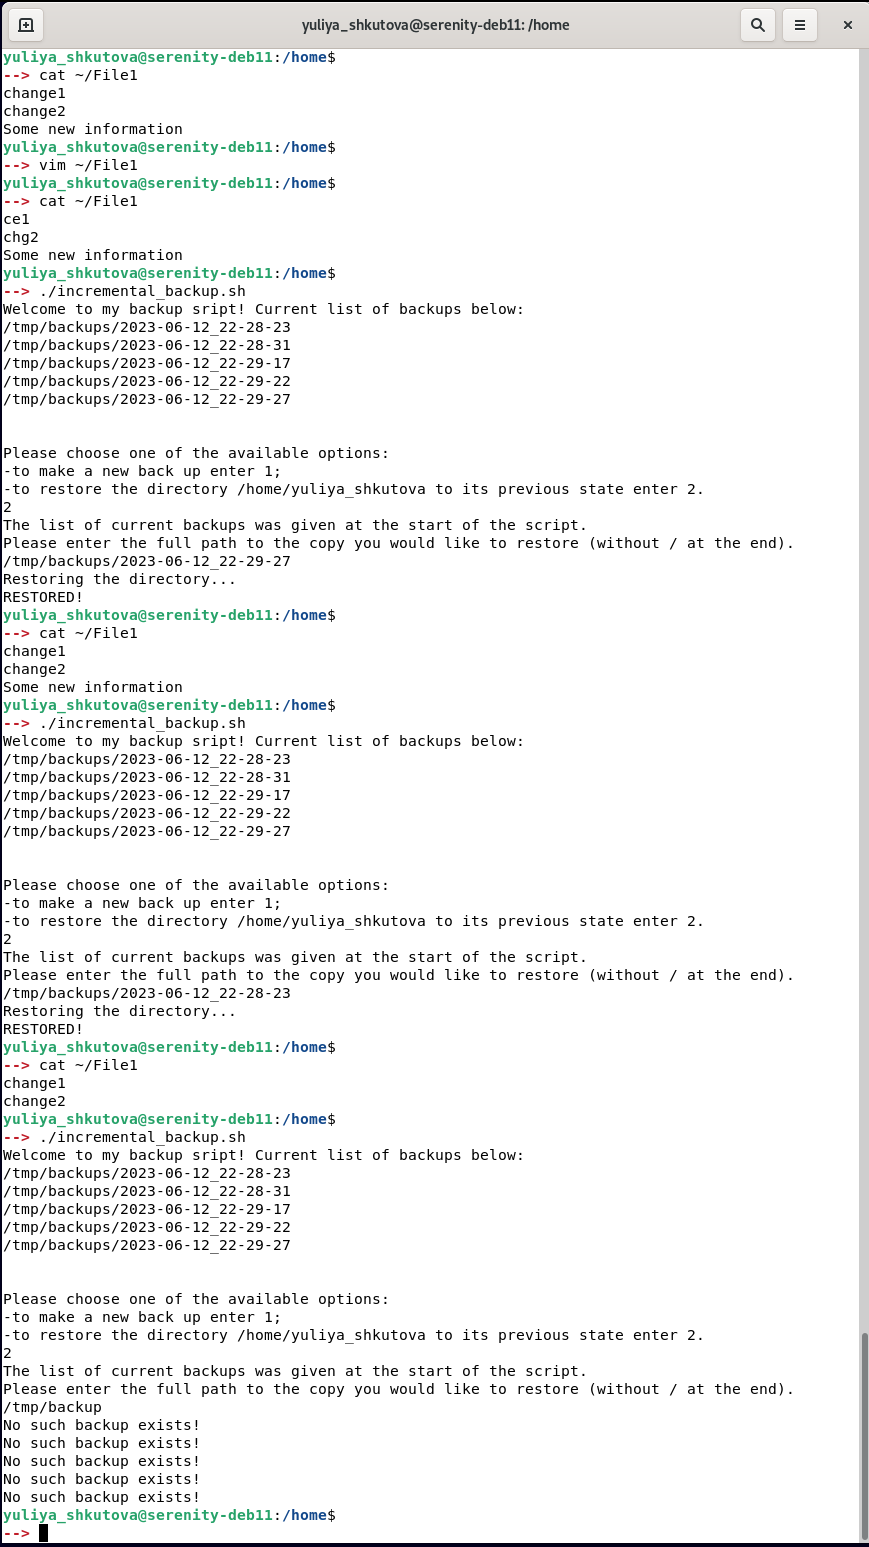 yuliya_shkutova@serenity-deb11: /home
yuliya_shkutova@serenity-deb11:/home$
--> cat ~/File1
change1
change2
Some new information
yuliya_shkutova@serenity-deb11:/home$
--> vim ~/File1
yuliya_shkutova@serenity-deb11:/home$
--> cat ~/File1
ce1
chg2
Some new information
yuliya_shkutova@serenity-deb11:/home$
--> ./incremental_backup.sh
Welcome to my backup sript! Current list of backups below:
/tmp/backups/2023-06-12_22-28-23
/tmp/backups/2023-06-12_22-28-31
/tmp/backups/2023-06-12_22-29-17
/tmp/backups/2023-06-12_22-29-22
/tmp/backups/2023-06-12_22-29-27
Please choose one of the available options:
-to make a new back up enter 1;
-to restore the directory /home/yuliya_shkutova to its previous state enter 2.
2
The list of current backups was given at the start of the script.
Please enter the full path to the copy you would like to restore (without / at the end).
/tmp/backups/2023-06-12_22-29-27
Restoring the directory...
RESTORED!
yuliya_shkutova@serenity-deb11:/home$
--> cat ~/File1
change1
change2
Some new information
yuliya_shkutova@serenity-deb11:/home$
--> ./incremental_backup.sh
Welcome to my backup sript! Current list of backups below:
/tmp/backups/2023-06-12_22-28-23
/tmp/backups/2023-06-12_22-28-31
/tmp/backups/2023-06-12_22-29-17
/tmp/backups/2023-06-12_22-29-22
/tmp/backups/2023-06-12_22-29-27
Please choose one of the available options:
-to make a new back up enter 1;
-to restore the directory /home/yuliya_shkutova to its previous state enter 2.
2
The list of current backups was given at the start of the script.
Please enter the full path to the copy you would like to restore (without / at the end).
/tmp/backups/2023-06-12_22-28-23
Restoring the directory...
RESTORED!
yuliya_shkutova@serenity-deb11:/home$
--> cat ~/File1
change1
change2
yuliya_shkutova@serenity-deb11:/home$
--> ./incremental_backup.sh
Welcome to my backup sript! Current list of backups below:
/tmp/backups/2023-06-12_22-28-23
/tmp/backups/2023-06-12_22-28-31
/tmp/backups/2023-06-12_22-29-17
/tmp/backups/2023-06-12_22-29-22
/tmp/backups/2023-06-12_22-29-27
Please choose one of the available options:
-to make a new back up enter 1;
-to restore the directory /home/yuliya_shkutova to its previous state enter 2.
2
The list of current backups was given at the start of the script.
Please enter the full path to the copy you would like to restore (without / at the end).
/tmp/backup
No such backup exists!
No such backup exists!
No such backup exists!
No such backup exists!
No such backup exists!
yuliya_shkutova@serenity-deb11:/home$
-->